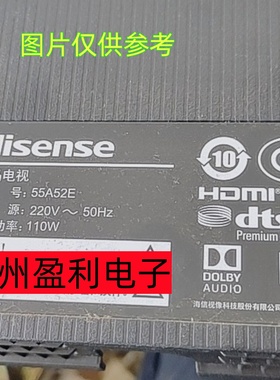 图片仅供参考
Hisense
电视
号: 55A52E
源: 220V～ 50Hz
功率: 110W
10
HDMI
dts
Premium
州盈利电子
DOLBY
AUDIO
海信视像科技股份有限公